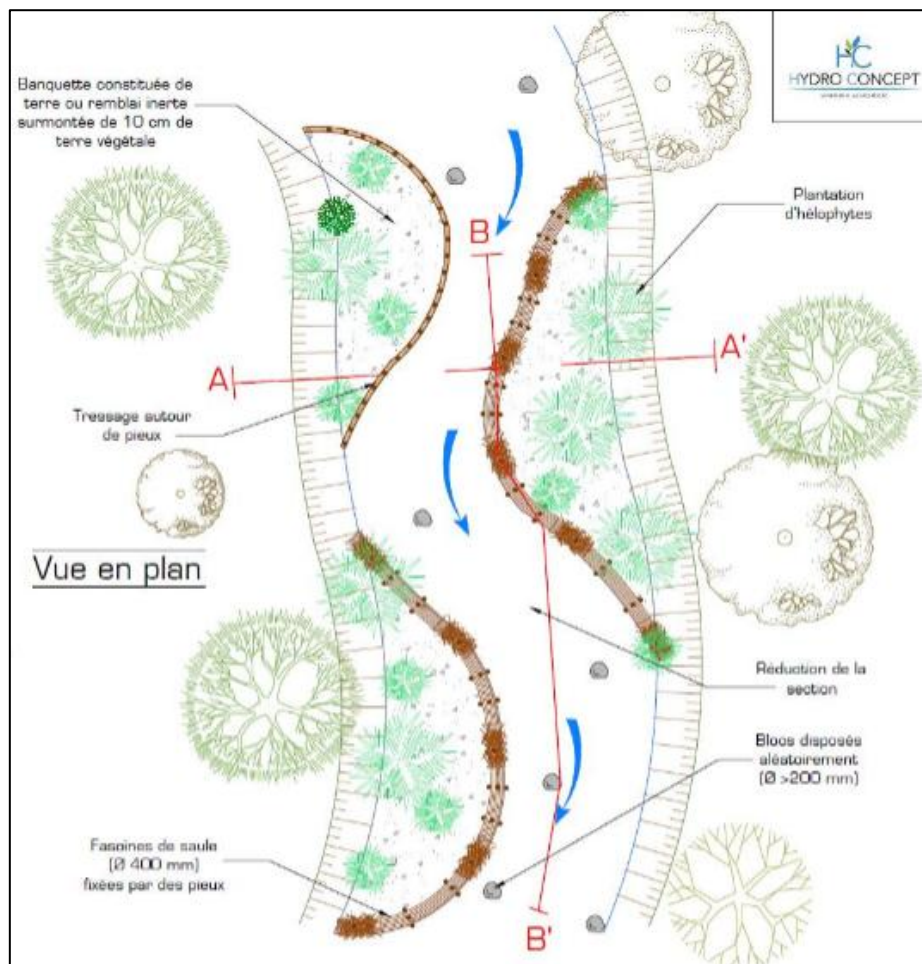 HC
HYDRO CONCEPT
Banquette constituée de
terre ou remblai inerte
surmontée de 10 cm de
terre végétale
Plantation
d'hélophytes
B
A
A'
Tressage autour
de pieux
Vue en plan
Réduction de la
section
Blocs disposés
aléatoirement
(Ø >200 mm)
Fascines de saule
(Ø 400 mm)
fixées par des pieux
B'